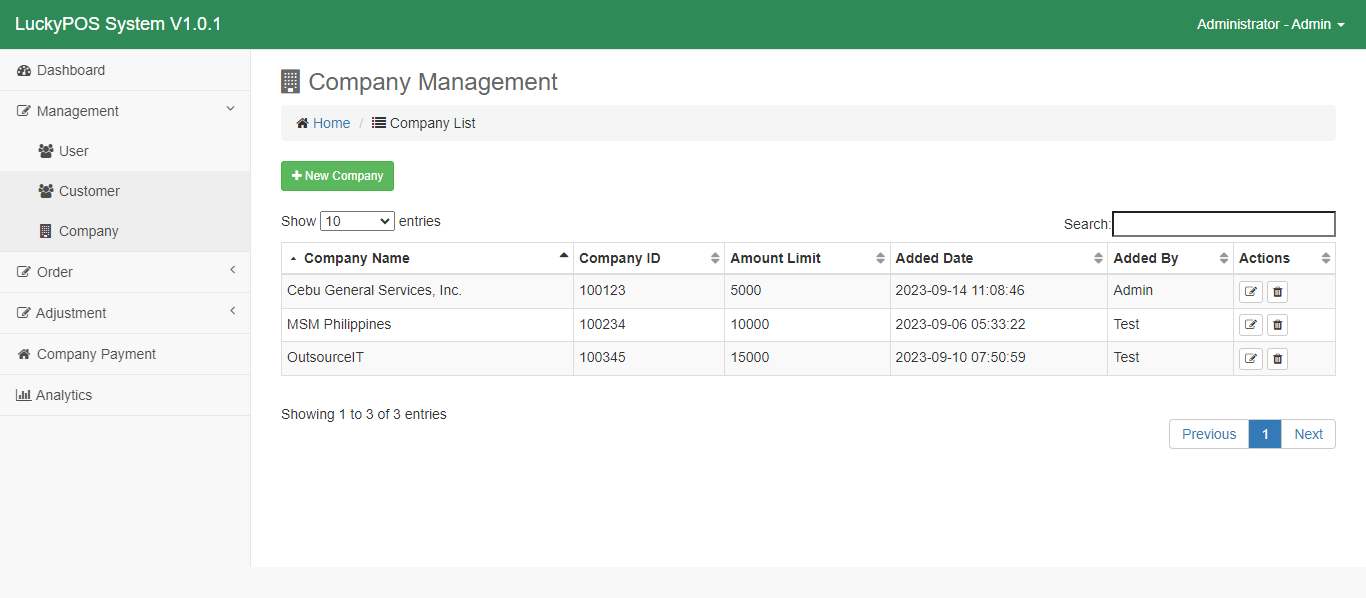 LuckyPOS System V1.0.1
Administrator - Admin
Dashboard
Management
User
Customer
Company
Order
Adjustment
Company Payment
Analytics
Company Management
Home / Company List
New Company
Show 10 entries
Search:
Company Name Company ID Amount Limit Added Date Added By Actions
Cebu General Services, Inc. 100123 5000 2023-09-14 11:08:46 Admin
MSM Philippines 100234 10000 2023-09-06 05:33:22 Test
OutsourceIT 100345 15000 2023-09-10 07:50:59 Test
Showing 1 to 3 of 3 entries
Previous 1 Next